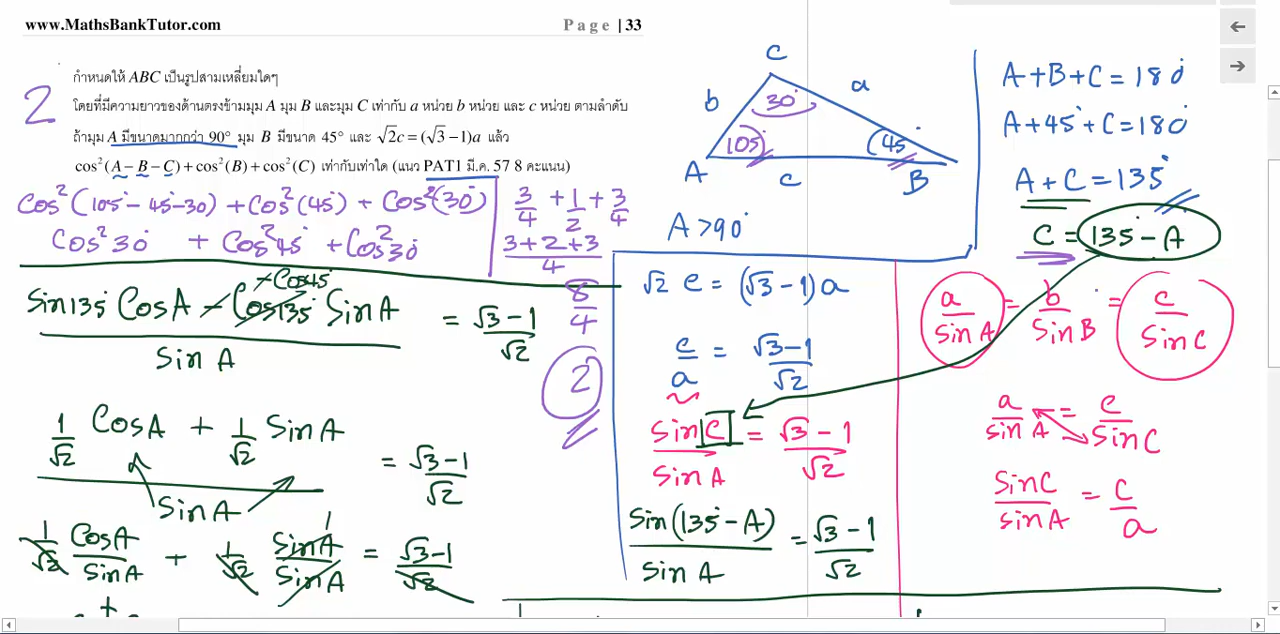 www.MathsBankTutor.com
Page |33
2
กำหนดให้ ABC เป็นรูปสามเหลี่ยมใดๆ
โดยที่มีความยาวของด้านตรงข้ามมุม A มุม B และมุม C เท่ากับ a หน่วย b หน่วย และ c หน่วย ตามลำดับ
ถ้ามุม A มีขนาดมากกว่า 90° มุม B มีขนาด 45° และ √2c = (√3 −1)a แล้ว
cos²(A−B−C)+cos²(B)+cos²(C) เท่ากับเท่าใด (แนว PAT1 มี.ค. 57 8 คะแนน)
Cos²(105°-45-30) + Cos²(45°) + Cos²(30°)
Cos²30° + Cos²45° + Cos²30°
3/4 + 1/2 + 3/4
3+2+3/4
8/4
2
C
b
30°
a
105°
45
A
c
B
A>90°
A+B+C = 180°
A+45°+C=180°
A+C = 135°
C = 135° - A
+Cos45
Sin135° CosA - Cos135° SinA
/ SinA = √3-1/√2
1/√2 CosA + 1/√2 SinA
/ SinA = √3-1/√2
1/√2 CosA/SinA + 1/√2 SinA/SinA = √3-1/√2
1
√2 c = (√3-1)a
c/a = √3-1/√2
sin C/SinA = √3-1/√2
Sin(135°-A)/SinA = √3-1/√2
a/SinA = b/SinB = c/SinC
a/sinA = c/SinC
SinC/sinA = c/a